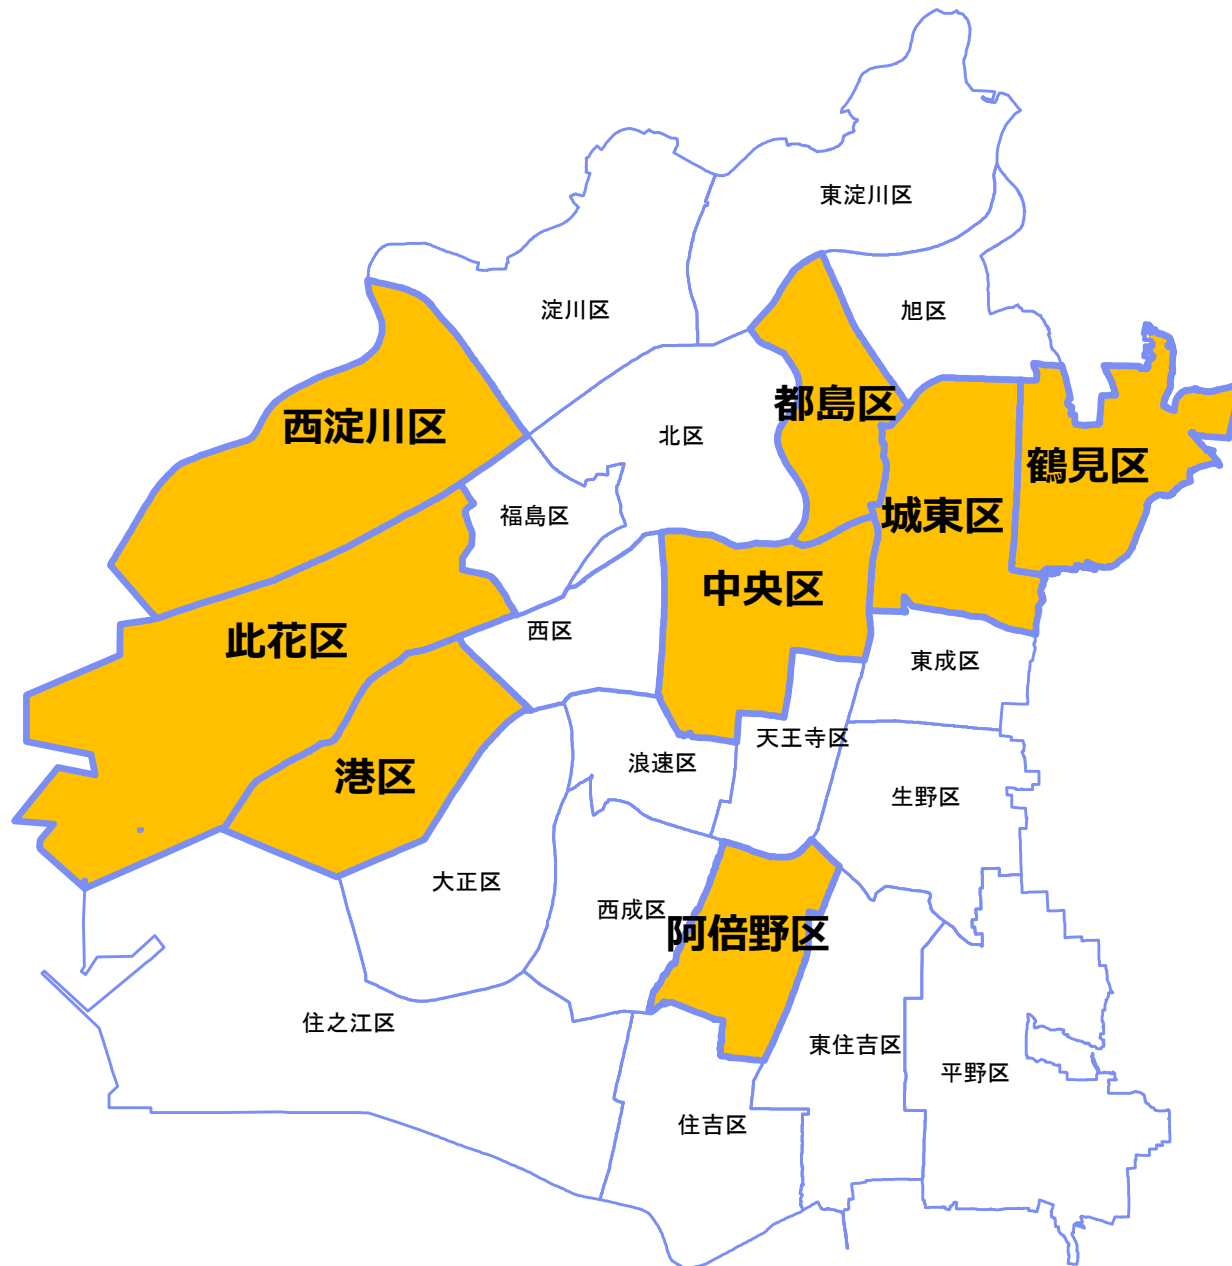 東淀川区
淀川区
旭区
都島区
西淀川区
北区
鶴見区
福島区
城東区
中央区
西区
此花区
東成区
天王寺区
浪速区
港区
生野区
大正区
西成区
阿倍野区
住之江区
東住吉区
平野区
住吉区